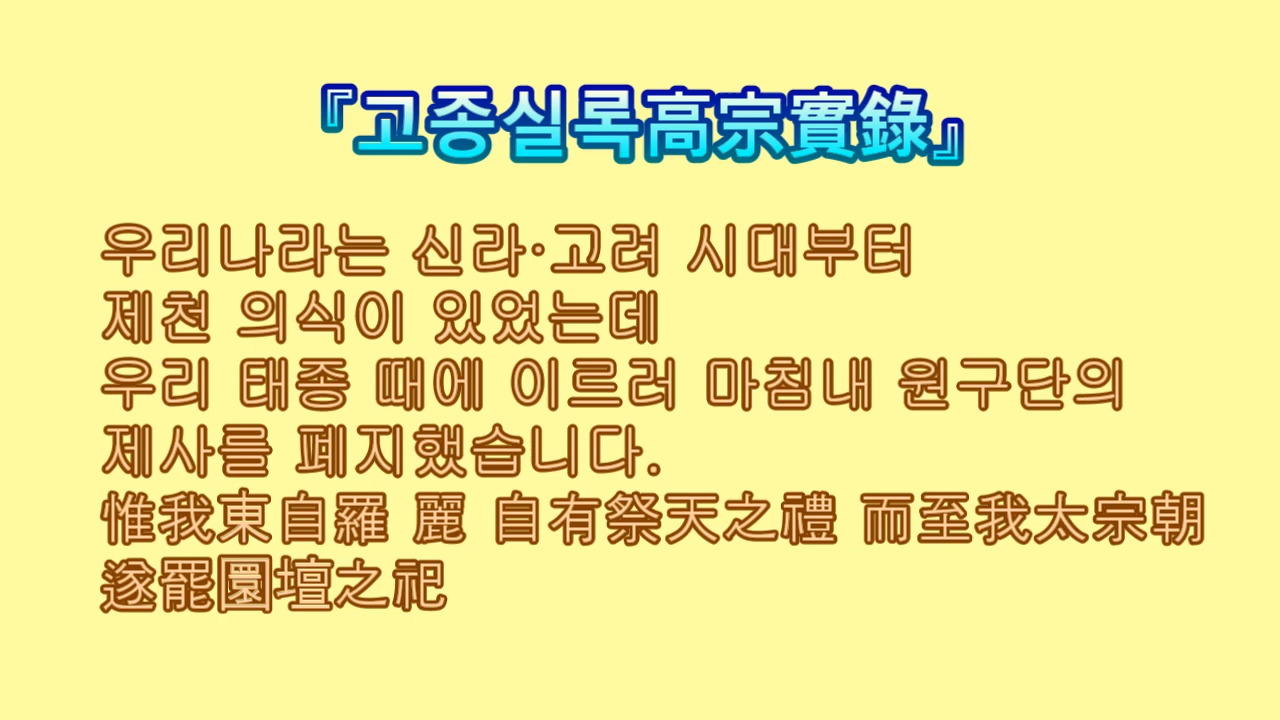 『고종실록高宗實錄』
우리나라는 신라·고려 시대부터
제천 의식이 있었는데
우리 태종 때에 이르러 마침내 원구단의
제사를 폐지했습니다.
惟我東自羅 麗 自有祭天之禮 而至我太宗朝
遂罷圜壇之祀